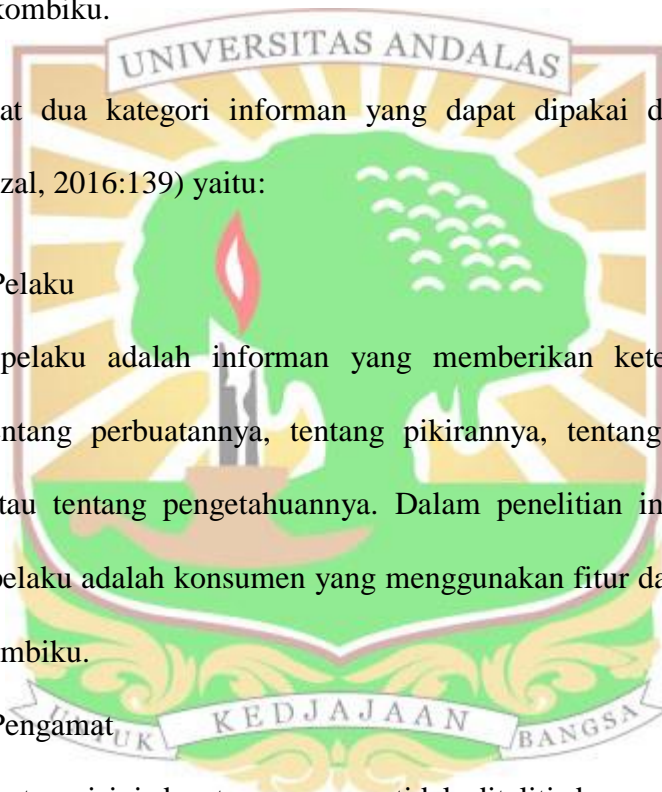 kombiku.
UNIVERSITAS ANDALAS
at dua kategori informan yang dapat dipakai d
zal, 2016:139) yaitu:
Pelaku
pelaku adalah informan yang memberikan kete
ntang perbuatannya, tentang pikirannya, tentang
tau tentang pengetahuannya. Dalam penelitian in
pelaku adalah konsumen yang menggunakan fitur da
mbiku.
Pengamat
UNTUK KEDJAJAAN BANGSA